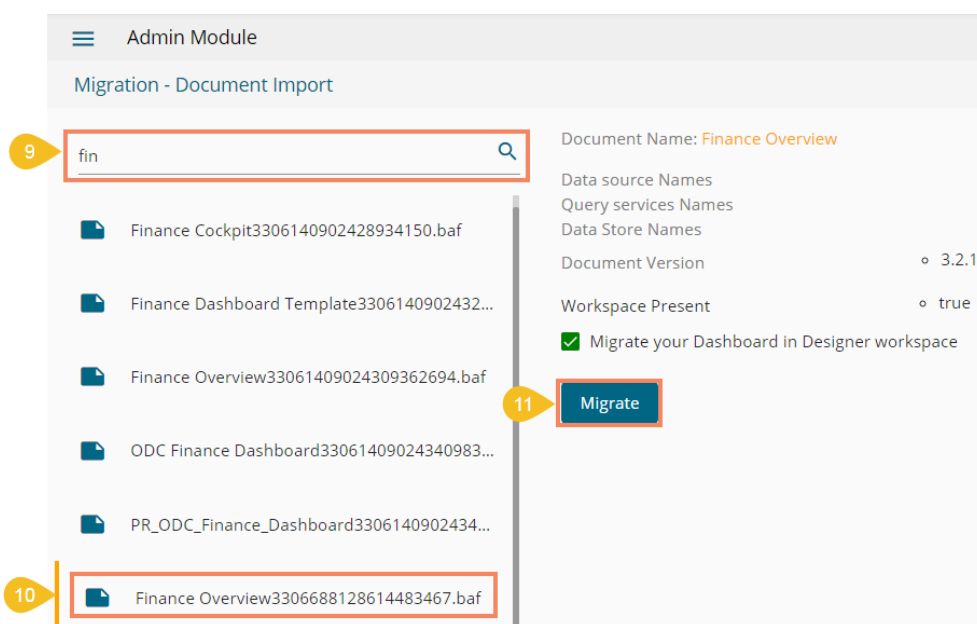 Admin Module
Migration - Document Import
9
fin
Finance Cockpit3306140902428934150.baf
Finance Dashboard Template3306140902432...
Finance Overview33061409024309362694.baf
ODC Finance Dashboard33061409024340983...
PR_ODC_Finance_Dashboard3306140902434...
10
Finance Overview3306688128614483467.baf
Document Name: Finance Overview
Data source Names
Query services Names
Data Store Names
Document Version
3.2.1
Workspace Present
true
Migrate your Dashboard in Designer workspace
11
Migrate